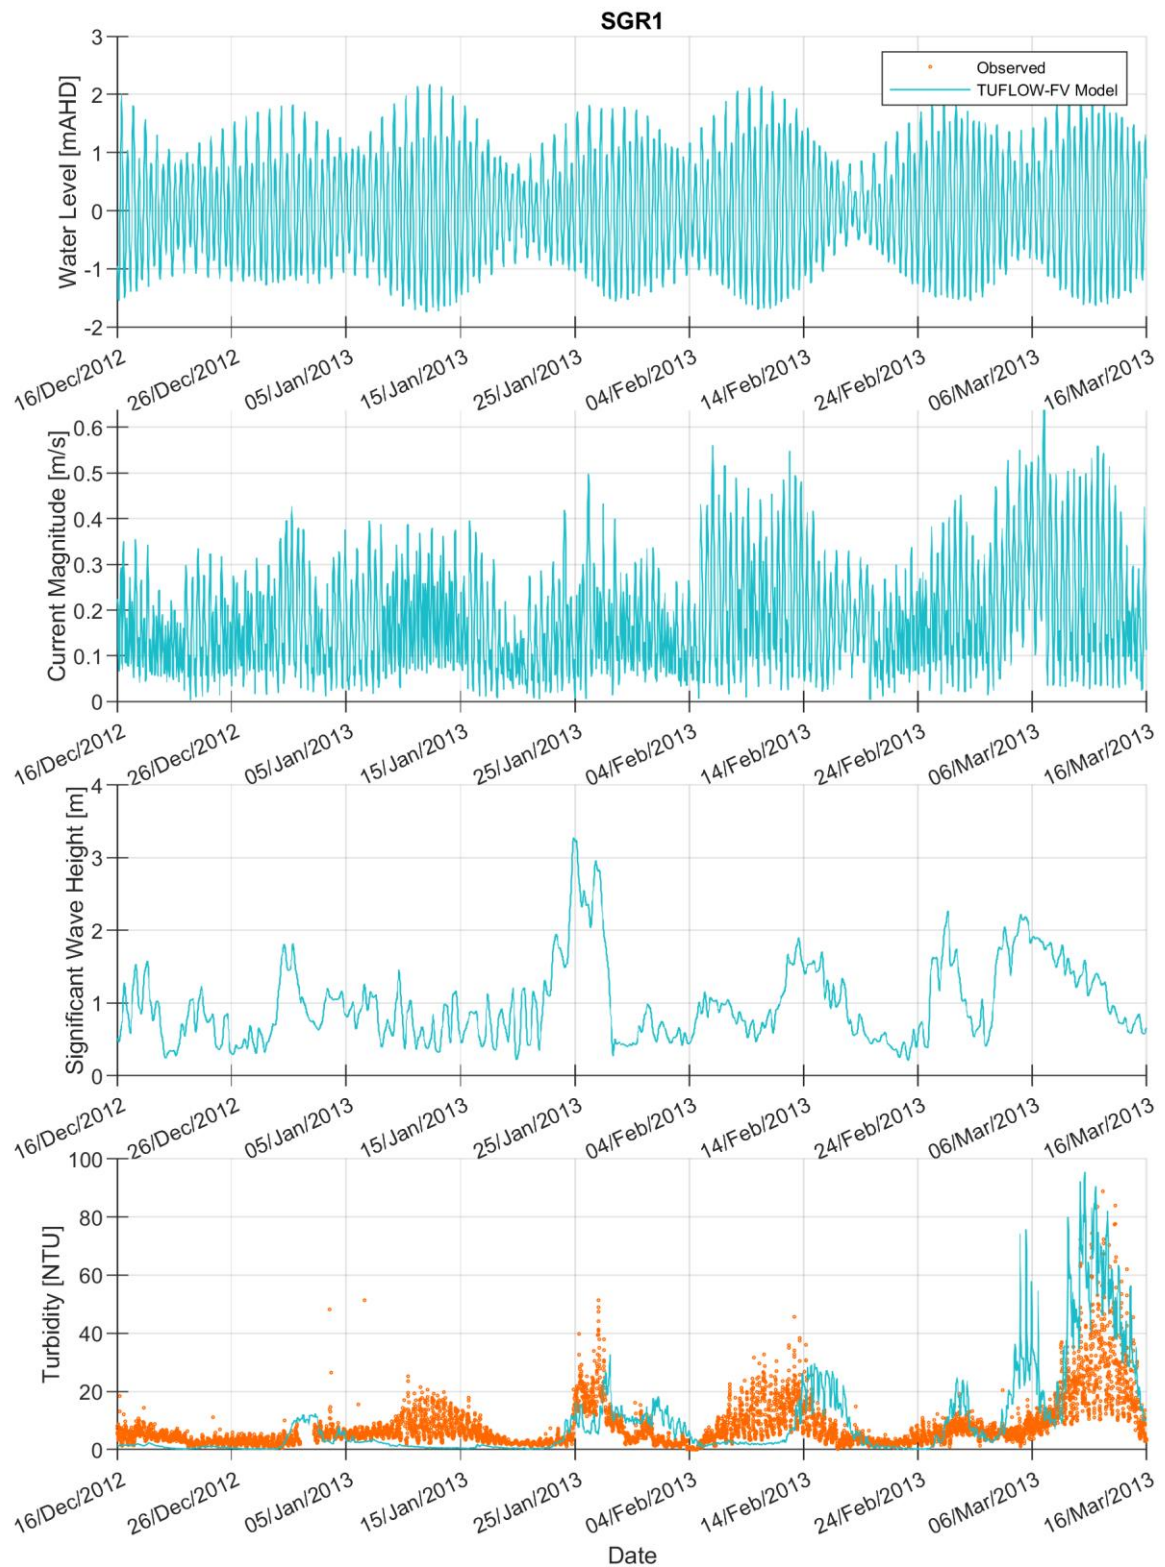 SGR1
Observed
TUFLOW-FV Model
Water Level [mAHD]
3
2
1
0
-1
-2
16/Dec/2012
26/Dec/2012
05/Jan/2013
15/Jan/2013
25/Jan/2013
04/Feb/2013
14/Feb/2013
24/Feb/2013
06/Mar/2013
16/Mar/2013
Current Magnitude [m/s]
0.6
0.5
0.4
0.3
0.2
0.1
0
16/Dec/2012
26/Dec/2012
05/Jan/2013
15/Jan/2013
25/Jan/2013
04/Feb/2013
14/Feb/2013
24/Feb/2013
06/Mar/2013
16/Mar/2013
Significant Wave Height [m]
4
3
2
1
0
16/Dec/2012
26/Dec/2012
05/Jan/2013
15/Jan/2013
25/Jan/2013
04/Feb/2013
14/Feb/2013
24/Feb/2013
06/Mar/2013
16/Mar/2013
Turbidity [NTU]
100
80
60
40
20
0
16/Dec/2012
26/Dec/2012
05/Jan/2013
15/Jan/2013
25/Jan/2013
04/Feb/2013
14/Feb/2013
24/Feb/2013
06/Mar/2013
16/Mar/2013
Date